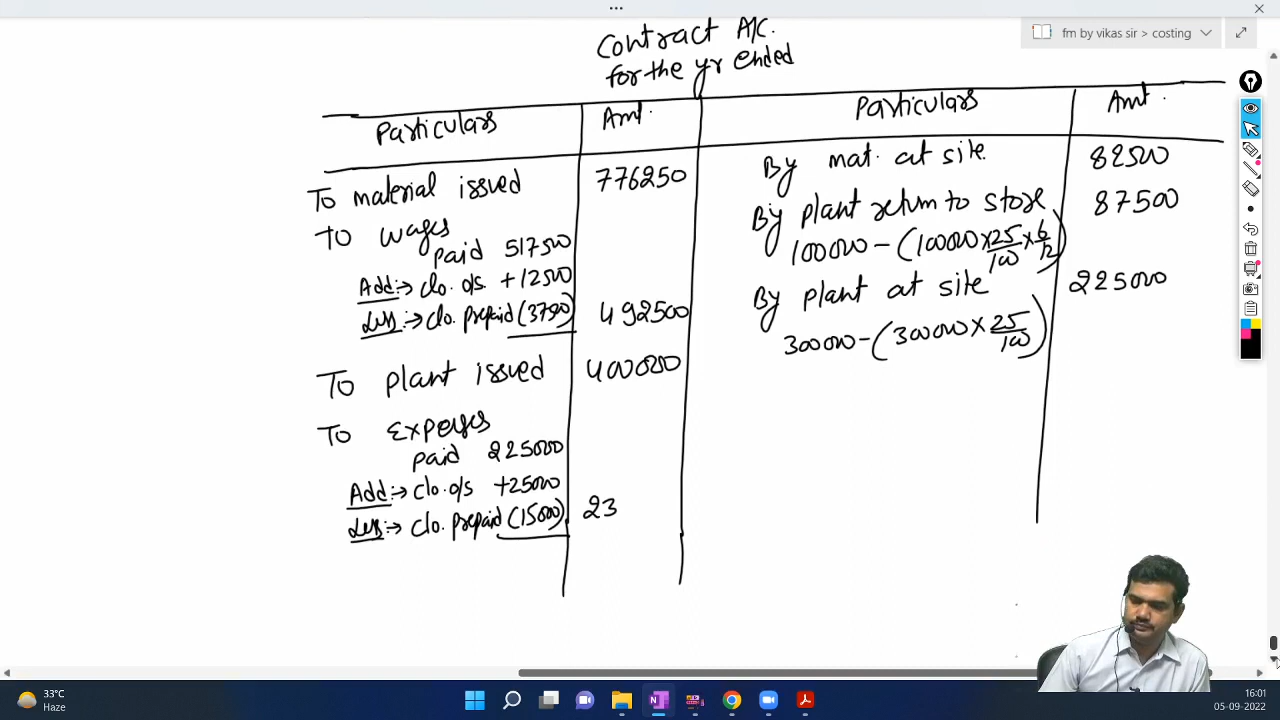 fm by vikas sir > costing
Contract A/C.
for the yr ended
Particulars Amt. Particulars Amt.
To material issued 776250 By mat. at site. 82500
To wages By plant return to store 87500
paid 517500 100000-(100000×25/100×6/12)
Add:→ clo. o/s. +12500 By plant at site 225000
Less:→ clo. prepaid (3790) 492500 300000-(300000×25/100)
To plant issued 400000
To Expenses
paid 225000
Add:→ clo. o/s +25000
Less:→ clo. prepaid (15000) 23
33°C
Haze
16:01
05-09-2022